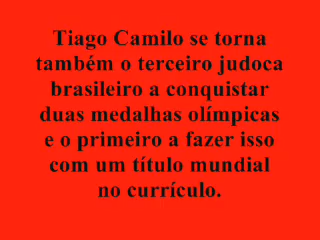 Tiago Camilo se torna
também o terceiro judoca
brasileiro a conquistar
duas medalhas olímpicas
e o primeiro a fazer isso
com um título mundial
no currículo.